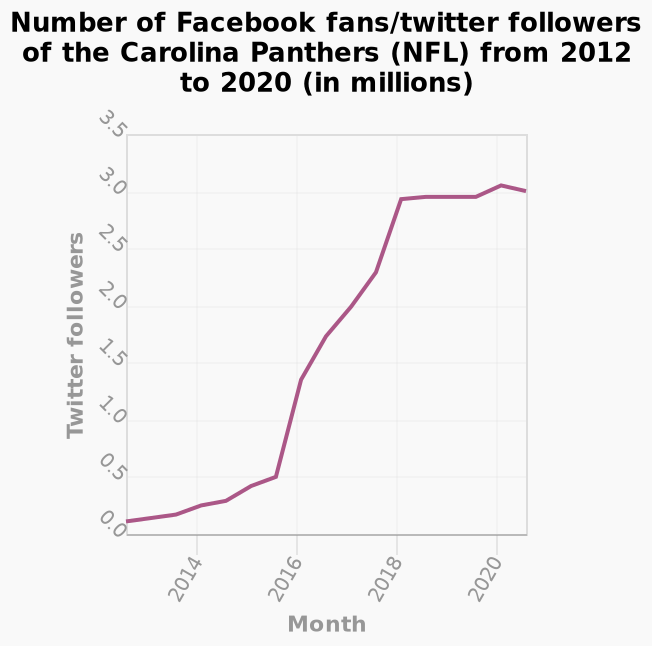 Number of Facebook fans/twitter followers
of the Carolina Panthers (NFL) from 2012
to 2020 (in millions)
3.5
3.0
2.5
2.0
1.5
1.0
0.5
0.0
Twitter followers
2014 2016 2018 2020
Month